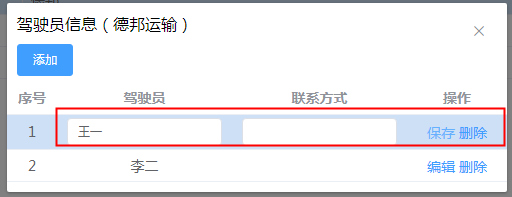 驾驶员信息（德邦运输）
添加
序号 驾驶员 联系方式 操作
1 王一 保存 删除
2 李二 编辑 删除